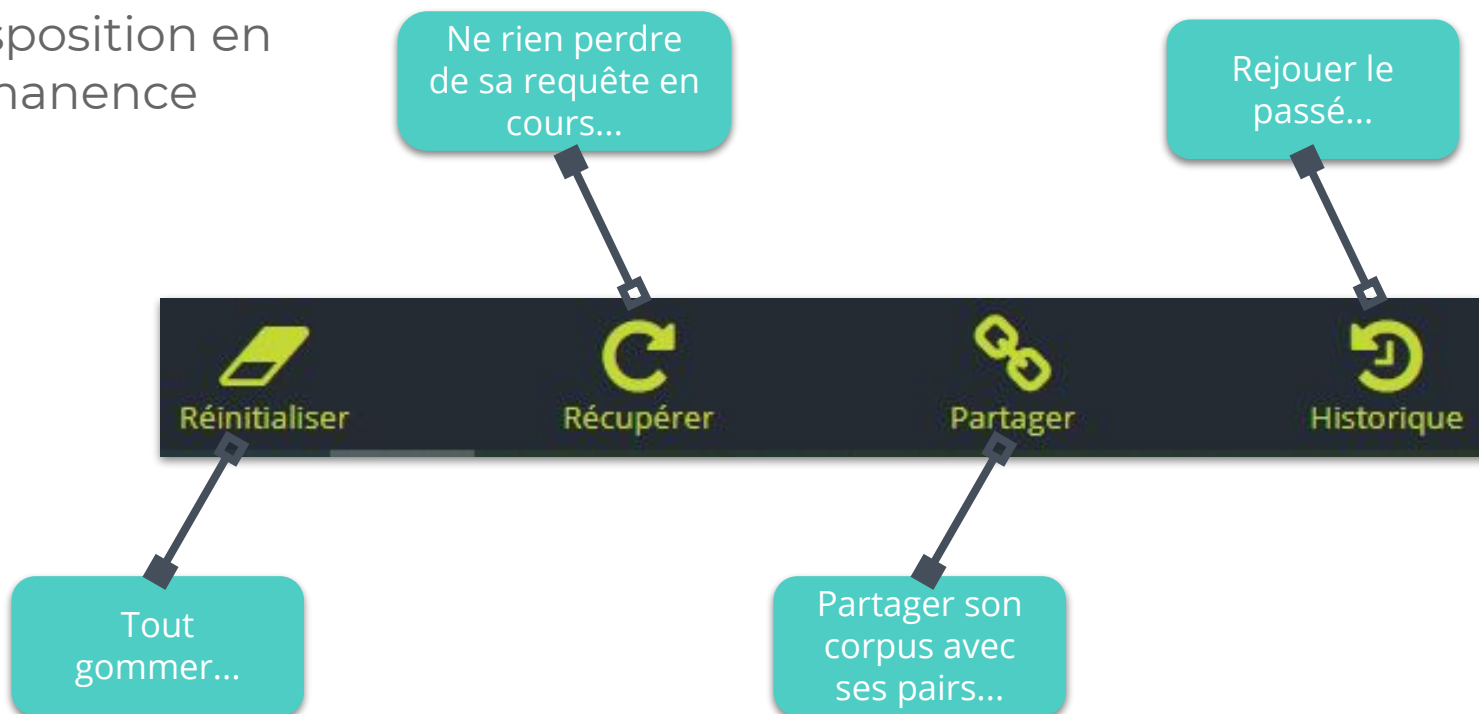 sposition en
nanence
Ne rien perdre
de sa requête en
cours...
Rejouer le
passé...
Réinitialiser
Récupérer
Partager
Historique
Tout
gommer...
Partager son
corpus avec
ses pairs...